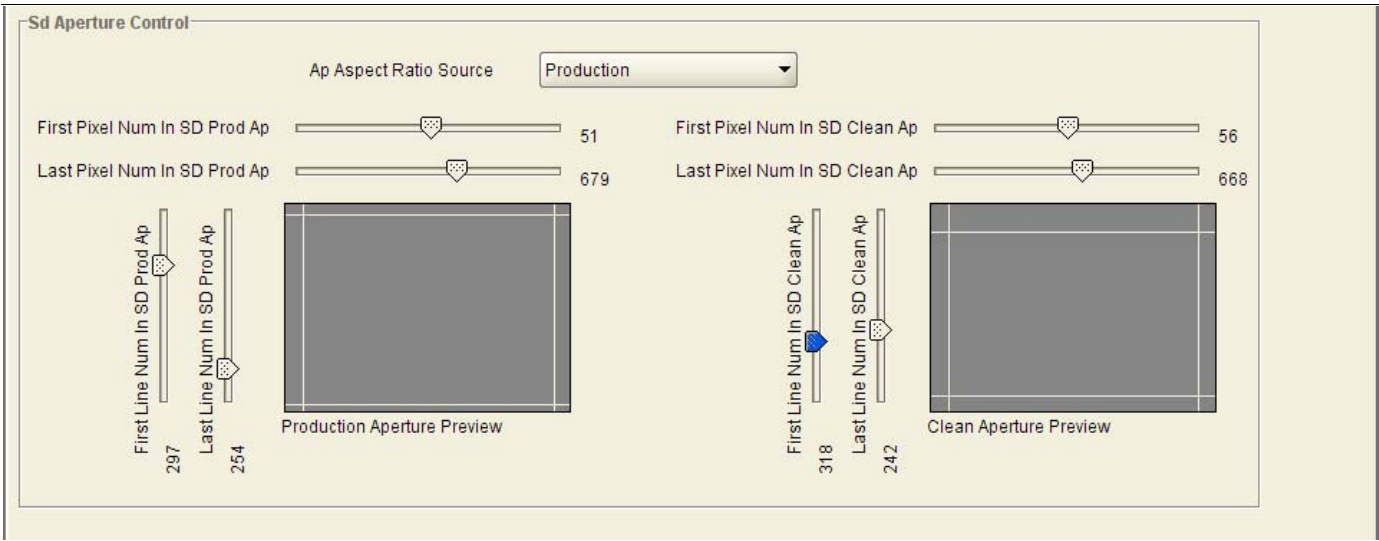 Sd Aperture Control
Ap Aspect Ratio Source Production
First Pixel Num In SD Prod Ap 51
Last Pixel Num In SD Prod Ap 679
First Line Num In SD Prod Ap 297
Last Line Num In SD Prod Ap 254
Production Aperture Preview
First Pixel Num In SD Clean Ap 56
Last Pixel Num In SD Clean Ap 668
First Line Num In SD Clean Ap 318
Last Line Num In SD Clean Ap 242
Clean Aperture Preview